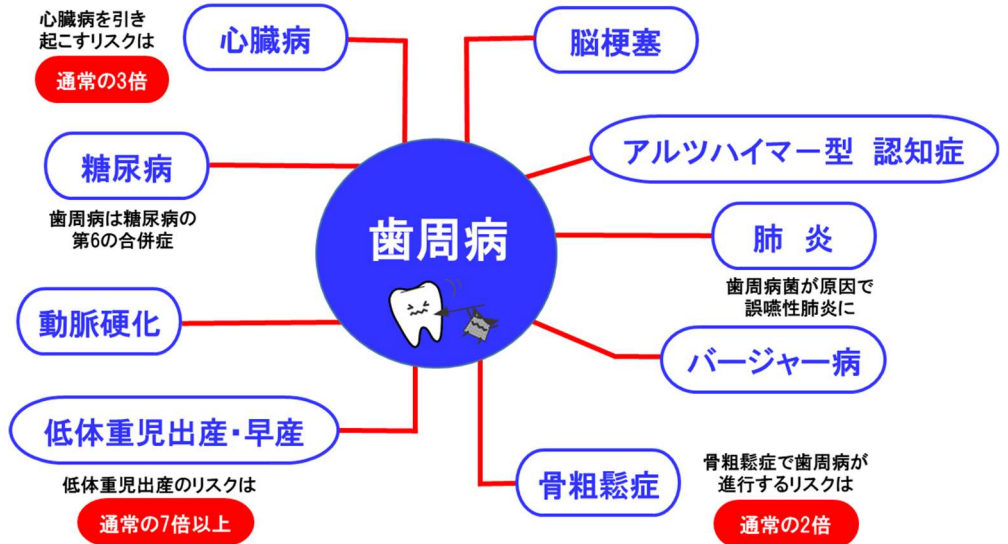 心臓病を引き
起こすリスクは
通常の3倍
心臓病
脳梗塞
アルツハイマー型 認知症
糖尿病
歯周病は糖尿病の
第6の合併症
歯周病
肺 炎
歯周病菌が原因で
誤嚥性肺炎に
動脈硬化
バージャー病
低体重児出産・早産
低体重児出産のリスクは
通常の7倍以上
骨粗鬆症
骨粗鬆症で歯周病が
進行するリスクは
通常の2倍